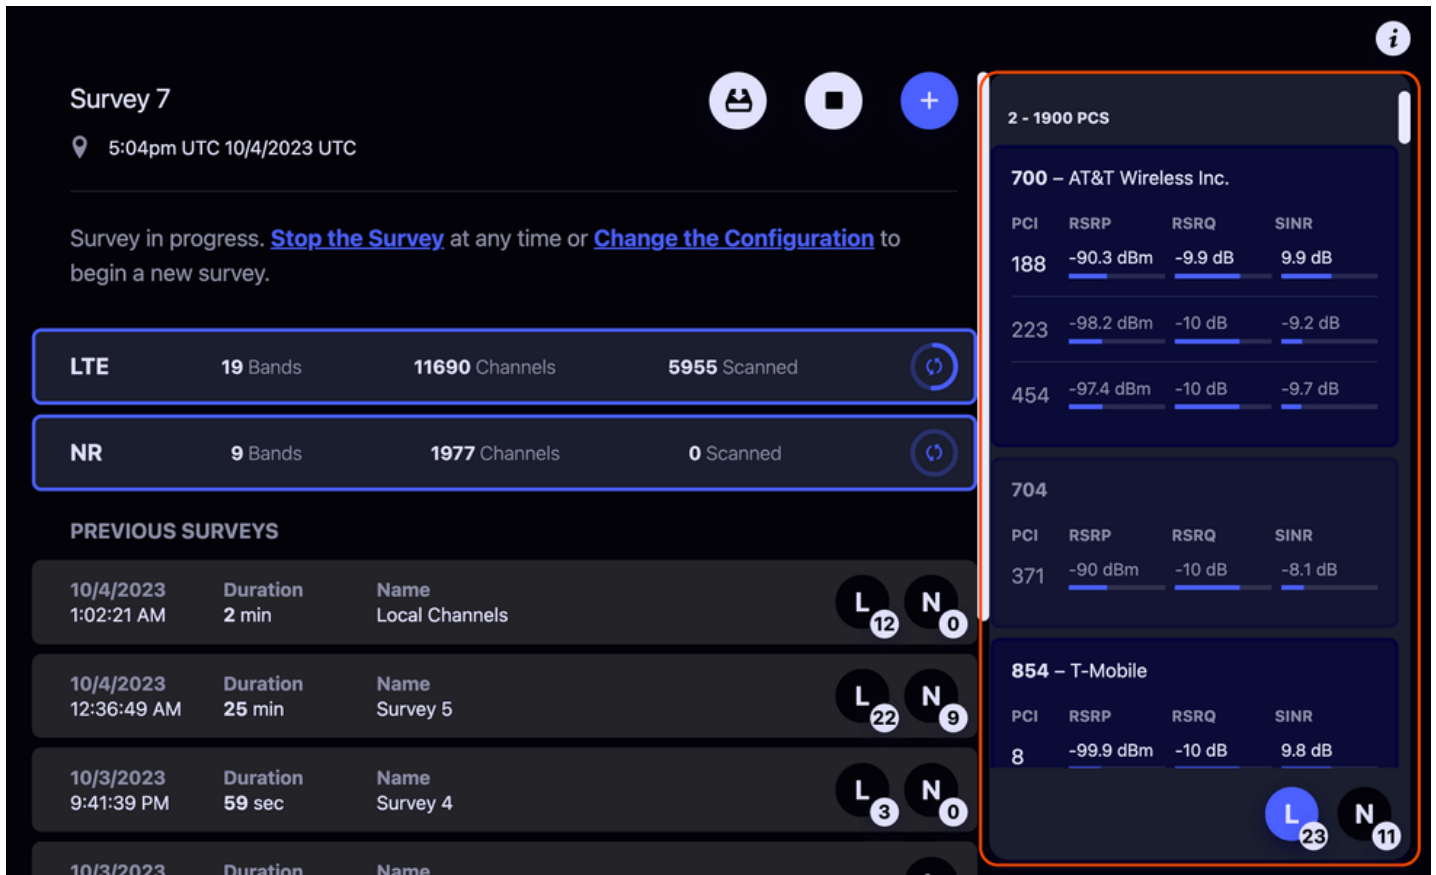 i
Survey 7
5:04pm UTC 10/4/2023 UTC
Survey in progress. Stop the Survey at any time or Change the Configuration to
begin a new survey.
LTE 19 Bands 11690 Channels 5955 Scanned
NR 9 Bands 1977 Channels 0 Scanned
PREVIOUS SURVEYS
10/4/2023 Duration Name
1:02:21 AM 2 min Local Channels
L 12 N 0
10/4/2023 Duration Name
12:36:49 AM 25 min Survey 5
L 22 N 9
10/3/2023 Duration Name
9:41:39 PM 59 sec Survey 4
L 3 N 0
10/3/2023 Duration Name
2 - 1900 PCS
700 – AT&T Wireless Inc.
PCI RSRP RSRQ SINR
188 -90.3 dBm -9.9 dB 9.9 dB
223 -98.2 dBm -10 dB -9.2 dB
454 -97.4 dBm -10 dB -9.7 dB
704
PCI RSRP RSRQ SINR
371 -90 dBm -10 dB -8.1 dB
854 – T-Mobile
PCI RSRP RSRQ SINR
8 -99.9 dBm -10 dB 9.8 dB
L 23 N 11